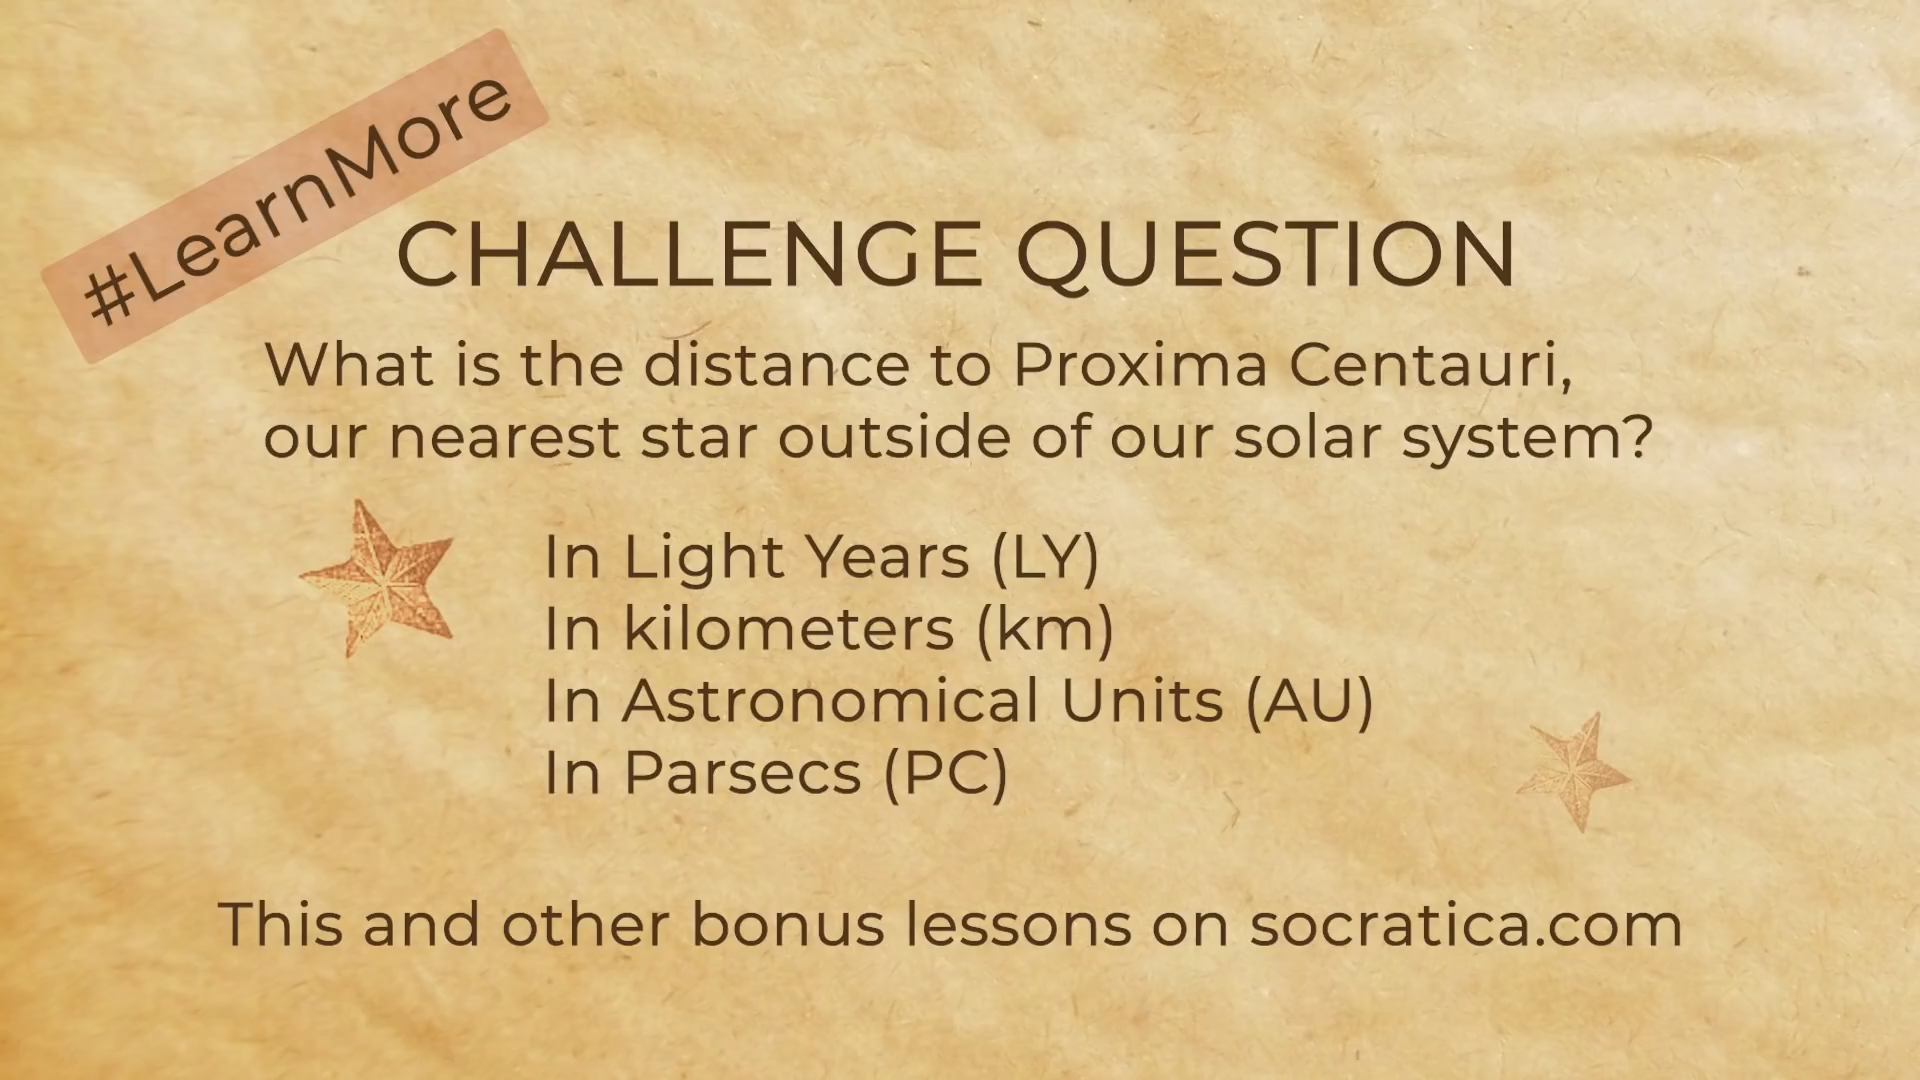 #LearnMore
CHALLENGE QUESTION
What is the distance to Proxima Centauri,
our nearest star outside of our solar system?
In Light Years (LY)
In kilometers (km)
In Astronomical Units (AU)
In Parsecs (PC)
This and other bonus lessons on socratica.com